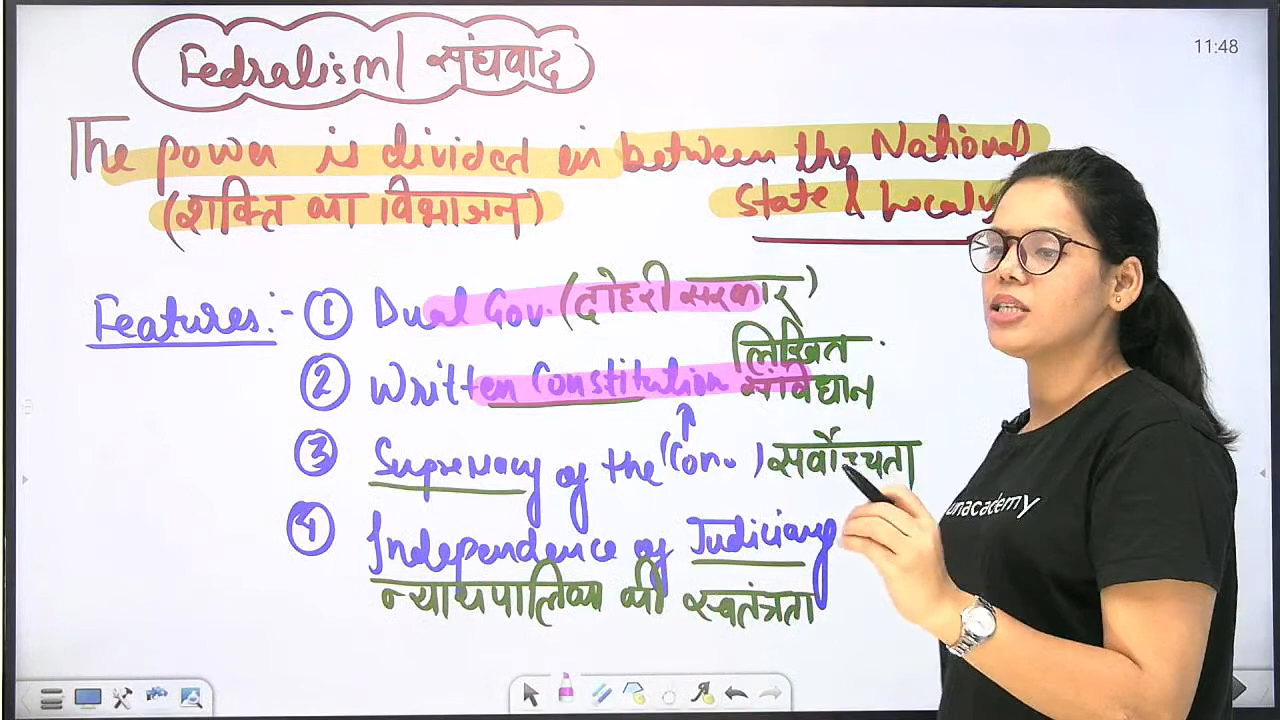 Fedralism | संघवाद
11:48
The power is divided in between the National
(शक्ति का विभाजन) State & Local
Features:- ① Dual Gov. (दोहरी सरकार)
लिखित
② Written Constitution संविधान
③ Supremacy of the (Con.) सर्वोच्चता
④ Independence of Judiciary
न्यायपालिका की स्वतंत्रता
unacademy